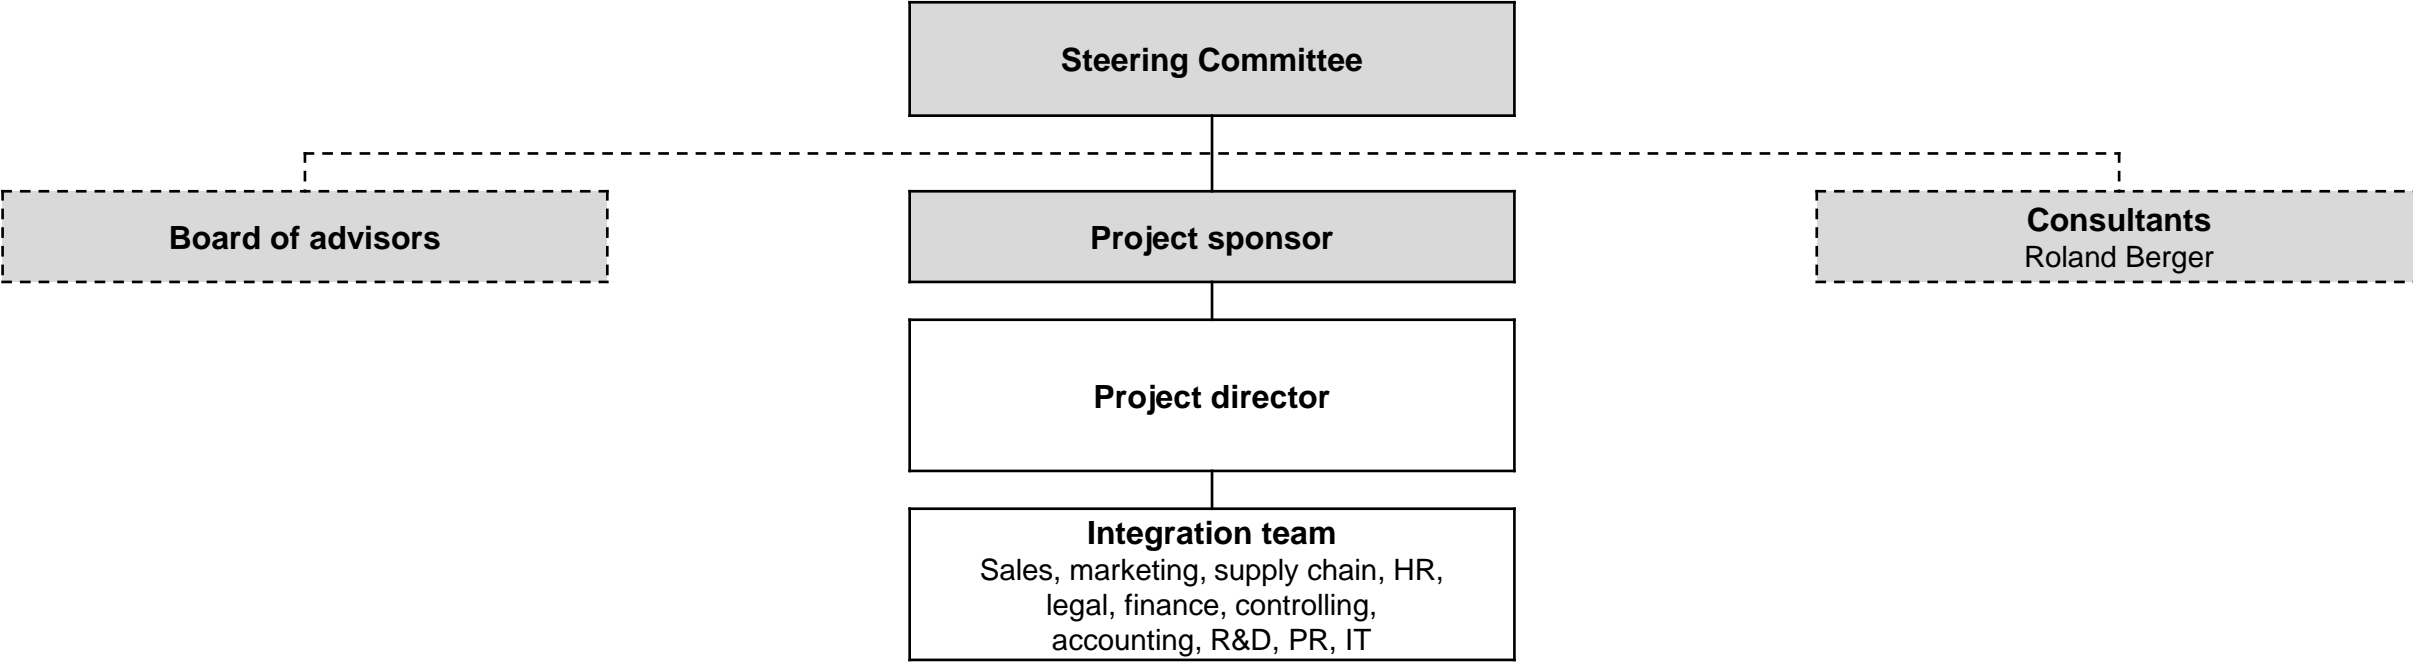 Steering Committee
Board of advisors
Project sponsor
Consultants
Roland Berger
Project director
Integration team
Sales, marketing, supply chain, HR,
legal, finance, controlling,
accounting, R&D, PR, IT